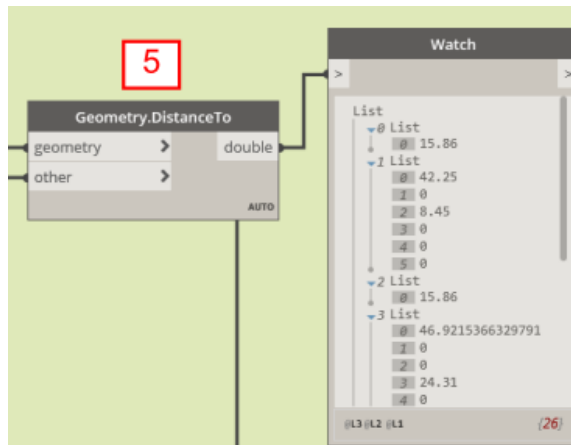 5
Geometry.DistanceTo
geometry >
double
other >
AUTO
Watch
> >
List
0 List
0 15.86
1 List
0 42.25
1 0
2 8.45
3 0
4 0
5 0
2 List
0 15.86
3 List
0 46.9215366329791
1 0
2 0
3 24.31
4 0
@L3 @L2 @L1 {26}